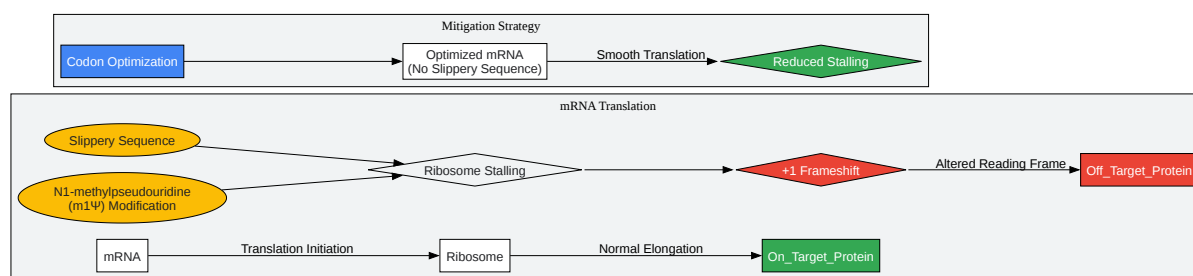 Mitigation Strategy
Codon Optimization
Optimized mRNA
(No Slippery Sequence)
Smooth Translation
Reduced Stalling
mRNA Translation
Slippery Sequence
N1-methylpseudouridine
(m1Ψ) Modification
Ribosome Stalling
+1 Frameshift
Altered Reading Frame
Off_Target_Protein
mRNA
Translation Initiation
Ribosome
Normal Elongation
On_Target_Protein